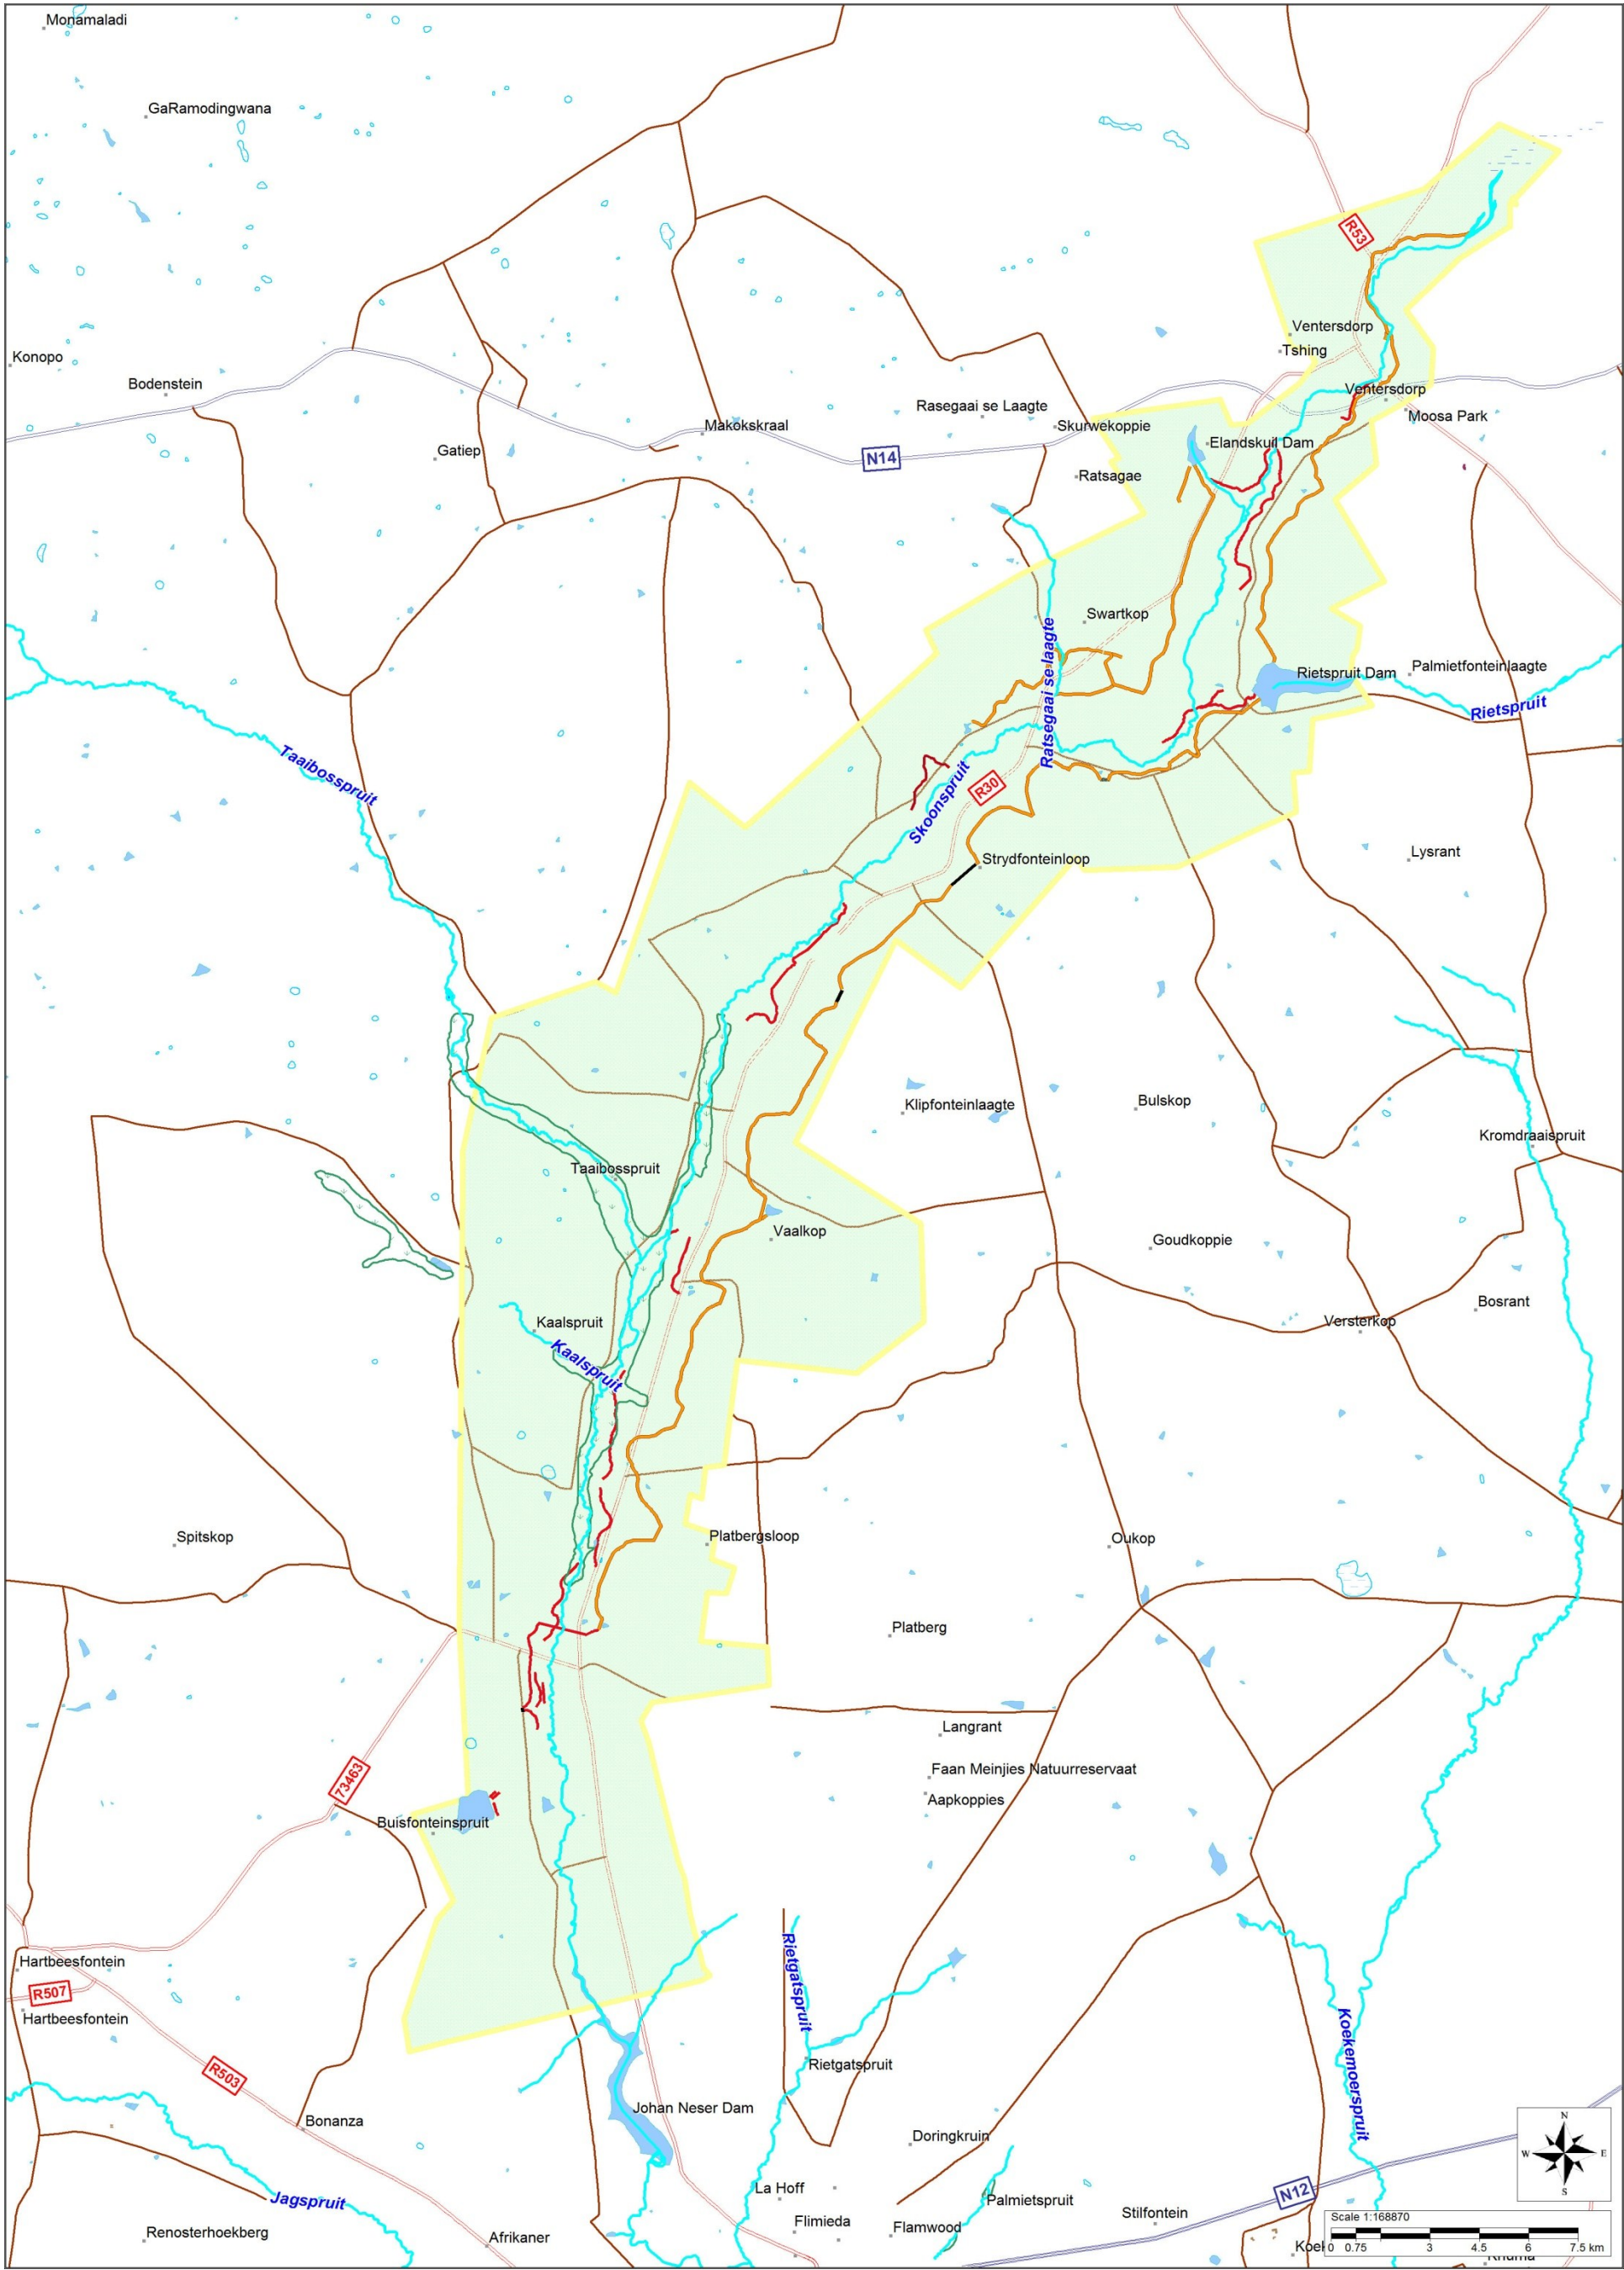 Monamaladi
GaRamodingwana
R53
Ventersdorp
Tshing
Konopo
Bodenstein
Ventersdorp
Rasegaai se Laagte
Moosa Park
Makokskraal
Skurwekoppie
Elandskuil Dam
Gatiep
N14
Ratsagae
Swartkop
Ratsegaai se laagte
Rietspruit Dam
Palmietfonteinlaagte
Rietspruit
Taaibosspruit
R30
Skoonspruit
Strydfonteinloop
Lysrant
Klipfonteinlaagte
Bulskop
Kromdraaispruit
Taaibosspruit
Vaalkop
Goudkoppie
Bosrant
Kaalspruit
Versterkop
Kaalspruit
Spitskop
Platbergsloop
Oukop
Platberg
Langrant
73463
Faan Meinjies Natuurreservaat
Aapkoppies
Buisfonteinspruit
Hartbeesfontein
R507
Hartbeesfontein
Rietgatspruit
Koekemoerspruit
R503
Rietgatspruit
Johan Neser Dam
Bonanza
Doringkruin
N
W E
S
La Hoff
Palmietspruit
N12
Jagspruit
Stilfontein
Flimieda
Flamwood
Scale 1:168870
Renosterhoekberg
Afrikaner
0 0.75 3 4.5 6 7.5 km